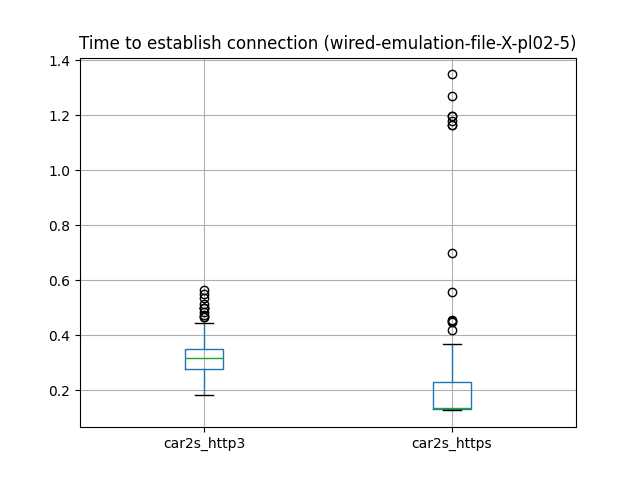 Time to establish connection (wired-emulation-file-X-pl02-5)
1.4
1.2
1.0
0.8
0.6
0.4
0.2
car2s_http3
car2s_https